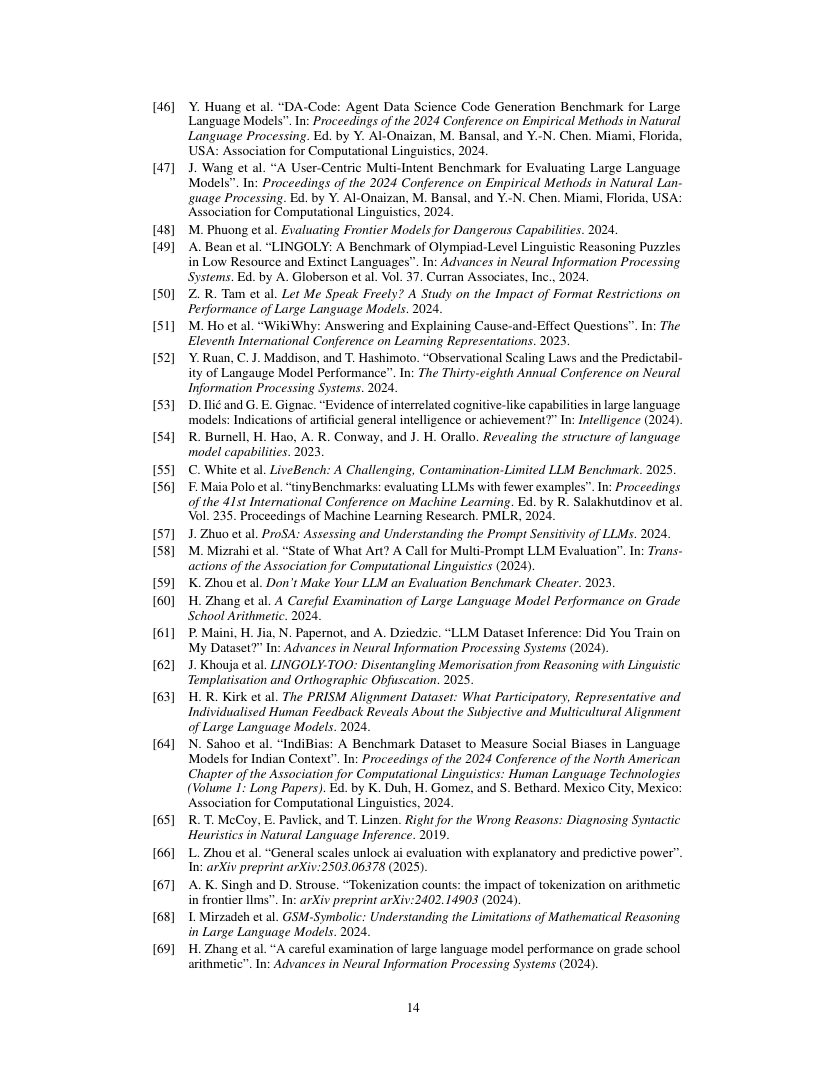 [46] Y. Huang et al. “DA-Code: Agent Data Science Code Generation Benchmark for Large
Language Models”. In: Proceedings of the 2024 Conference on Empirical Methods in Natural
Language Processing. Ed. by Y. Al-Onaizan, M. Bansal, and Y.-N. Chen. Miami, Florida,
USA: Association for Computational Linguistics, 2024.
[47] J. Wang et al. “A User-Centric Multi-Intent Benchmark for Evaluating Large Language
Models”. In: Proceedings of the 2024 Conference on Empirical Methods in Natural Lan-
guage Processing. Ed. by Y. Al-Onaizan, M. Bansal, and Y.-N. Chen. Miami, Florida, USA:
Association for Computational Linguistics, 2024.
[48] M. Phuong et al. Evaluating Frontier Models for Dangerous Capabilities. 2024.
[49] A. Bean et al. “LINGOLY: A Benchmark of Olympiad-Level Linguistic Reasoning Puzzles
in Low Resource and Extinct Languages”. In: Advances in Neural Information Processing
Systems. Ed. by A. Globerson et al. Vol. 37. Curran Associates, Inc., 2024.
[50] Z. R. Tam et al. Let Me Speak Freely? A Study on the Impact of Format Restrictions on
Performance of Large Language Models. 2024.
[51] M. Ho et al. “WikiWhy: Answering and Explaining Cause-and-Effect Questions”. In: The
Eleventh International Conference on Learning Representations. 2023.
[52] Y. Ruan, C. J. Maddison, and T. Hashimoto. “Observational Scaling Laws and the Predictabil-
ity of Langauge Model Performance”. In: The Thirty-eighth Annual Conference on Neural
Information Processing Systems. 2024.
[53] D. Ilić and G. E. Gignac. “Evidence of interrelated cognitive-like capabilities in large language
models: Indications of artificial general intelligence or achievement?” In: Intelligence (2024).
[54] R. Burnell, H. Hao, A. R. Conway, and J. H. Orallo. Revealing the structure of language
model capabilities. 2023.
[55] C. White et al. LiveBench: A Challenging, Contamination-Limited LLM Benchmark. 2025.
[56] F. Maia Polo et al. “tinyBenchmarks: evaluating LLMs with fewer examples”. In: Proceedings
of the 41st International Conference on Machine Learning. Ed. by R. Salakhutdinov et al.
Vol. 235. Proceedings of Machine Learning Research. PMLR, 2024.
[57] J. Zhuo et al. ProSA: Assessing and Understanding the Prompt Sensitivity of LLMs. 2024.
[58] M. Mizrahi et al. “State of What Art? A Call for Multi-Prompt LLM Evaluation”. In: Trans-
actions of the Association for Computational Linguistics (2024).
[59] K. Zhou et al. Don’t Make Your LLM an Evaluation Benchmark Cheater. 2023.
[60] H. Zhang et al. A Careful Examination of Large Language Model Performance on Grade
School Arithmetic. 2024.
[61] P. Maini, H. Jia, N. Papernot, and A. Dziedzic. “LLM Dataset Inference: Did You Train on
My Dataset?” In: Advances in Neural Information Processing Systems (2024).
[62] J. Khouja et al. LINGOLY-TOO: Disentangling Memorisation from Reasoning with Linguistic
Templatisation and Orthographic Obfuscation. 2025.
[63] H. R. Kirk et al. The PRISM Alignment Dataset: What Participatory, Representative and
Individualised Human Feedback Reveals About the Subjective and Multicultural Alignment
of Large Language Models. 2024.
[64] N. Sahoo et al. “IndiBias: A Benchmark Dataset to Measure Social Biases in Language
Models for Indian Context”. In: Proceedings of the 2024 Conference of the North American
Chapter of the Association for Computational Linguistics: Human Language Technologies
(Volume 1: Long Papers). Ed. by K. Duh, H. Gomez, and S. Bethard. Mexico City, Mexico:
Association for Computational Linguistics, 2024.
[65] R. T. McCoy, E. Pavlick, and T. Linzen. Right for the Wrong Reasons: Diagnosing Syntactic
Heuristics in Natural Language Inference. 2019.
[66] L. Zhou et al. “General scales unlock ai evaluation with explanatory and predictive power”.
In: arXiv preprint arXiv:2503.06378 (2025).
[67] A. K. Singh and D. Strouse. “Tokenization counts: the impact of tokenization on arithmetic
in frontier llms”. In: arXiv preprint arXiv:2402.14903 (2024).
[68] I. Mirzadeh et al. GSM-Symbolic: Understanding the Limitations of Mathematical Reasoning
in Large Language Models. 2024.
[69] H. Zhang et al. “A careful examination of large language model performance on grade school
arithmetic”. In: Advances in Neural Information Processing Systems (2024).
14